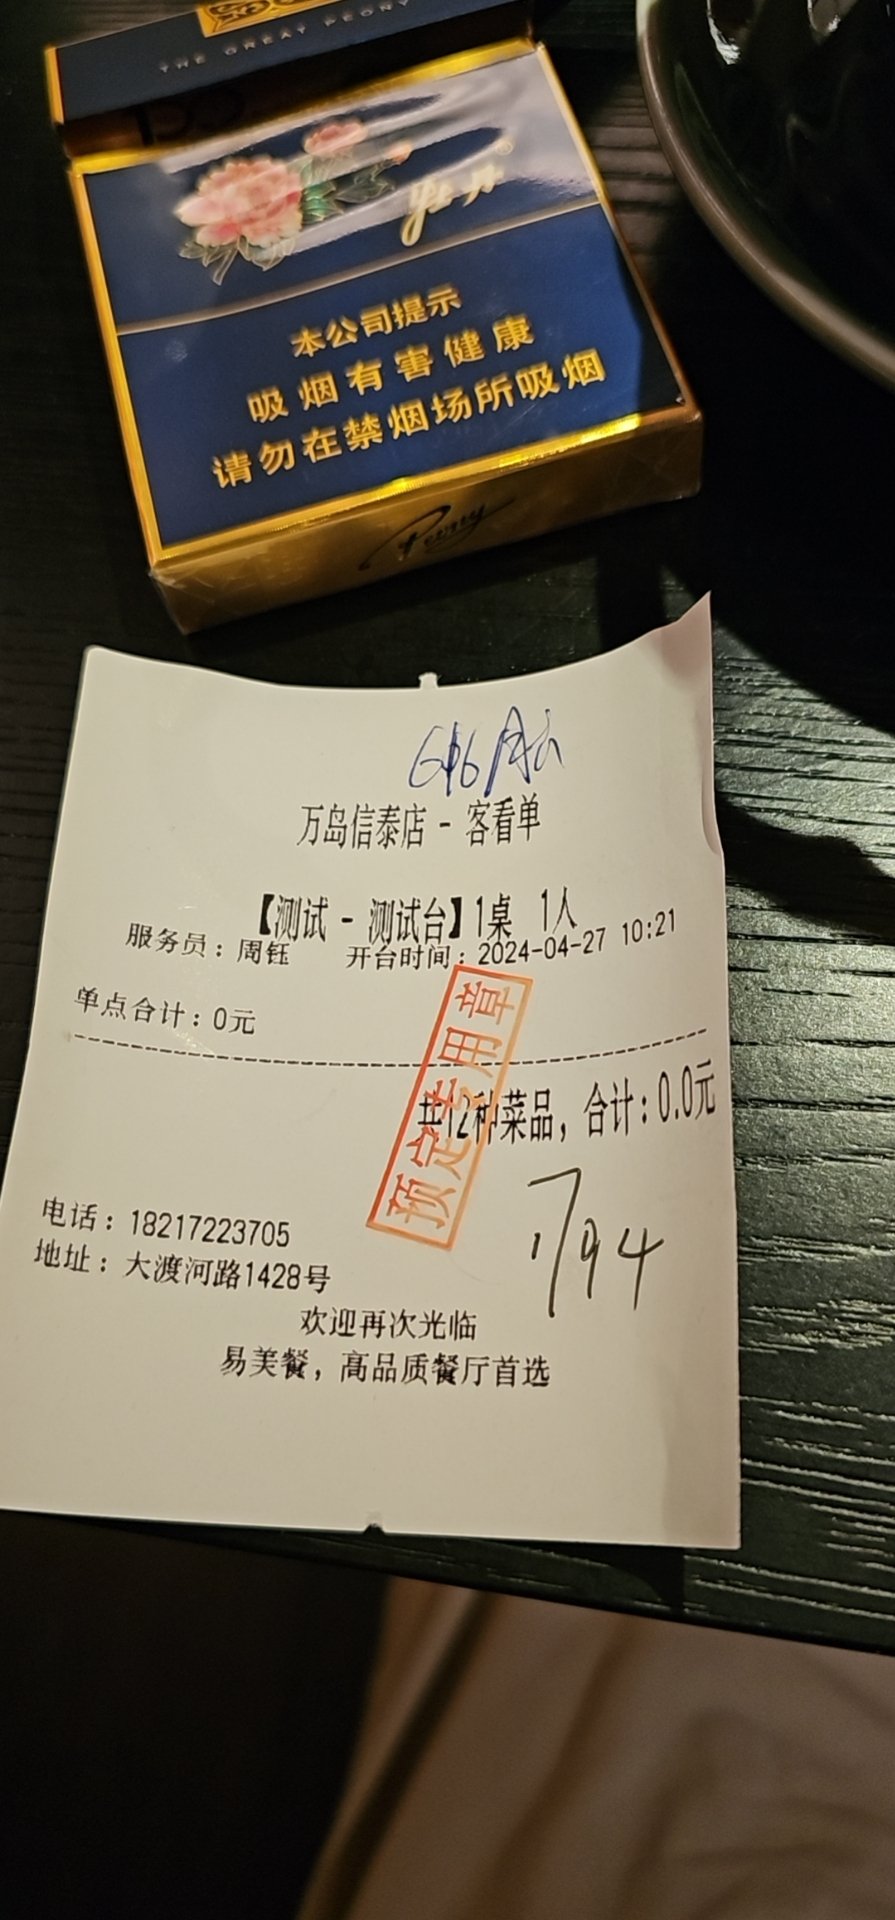 THE GREAT PEONY
牡丹
本公司提示
吸烟有害健康
请勿在禁烟场所吸烟
Peony
万岛信泰店 - 客看单
【测试 - 测试台】1桌 1人
服务员：周钰 开台时间：2024-04-27 10:21
单点合计：0元
共12种菜品，合计：0.0元
预定专用章
1794
电话：18217223705
地址：大渡河路1428号
欢迎再次光临
易美餐，高品质餐厅首选